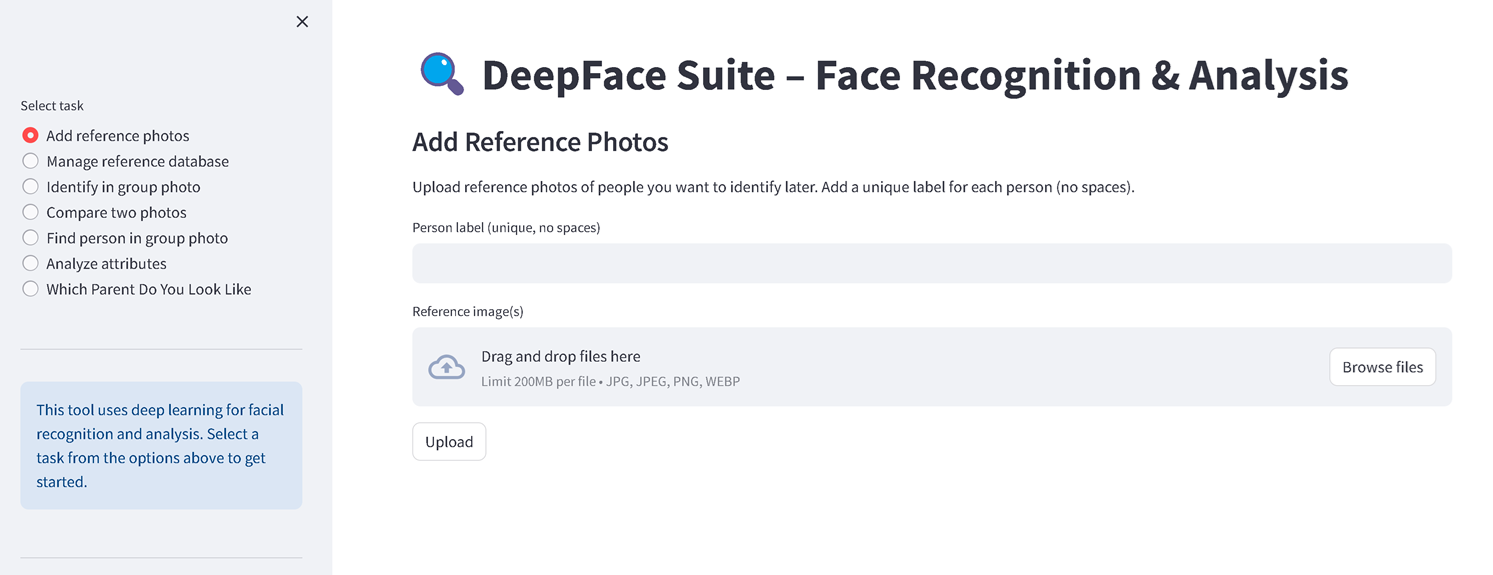 Select task
Add reference photos
Manage reference database
Identify in group photo
Compare two photos
Find person in group photo
Analyze attributes
Which Parent Do You Look Like
This tool uses deep learning for facial
recognition and analysis. Select a
task from the options above to get
started.
DeepFace Suite – Face Recognition & Analysis
Add Reference Photos
Upload reference photos of people you want to identify later. Add a unique label for each person (no spaces).
Person label (unique, no spaces)
Reference image(s)
Drag and drop files here
Limit 200MB per file • JPG, JPEG, PNG, WEBP
Browse files
Upload